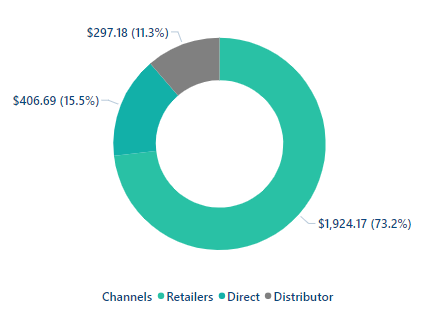 $297.18 (11.3%)
$406.69 (15.5%)
$1,924.17 (73.2%)
Channels Retailers Direct Distributor